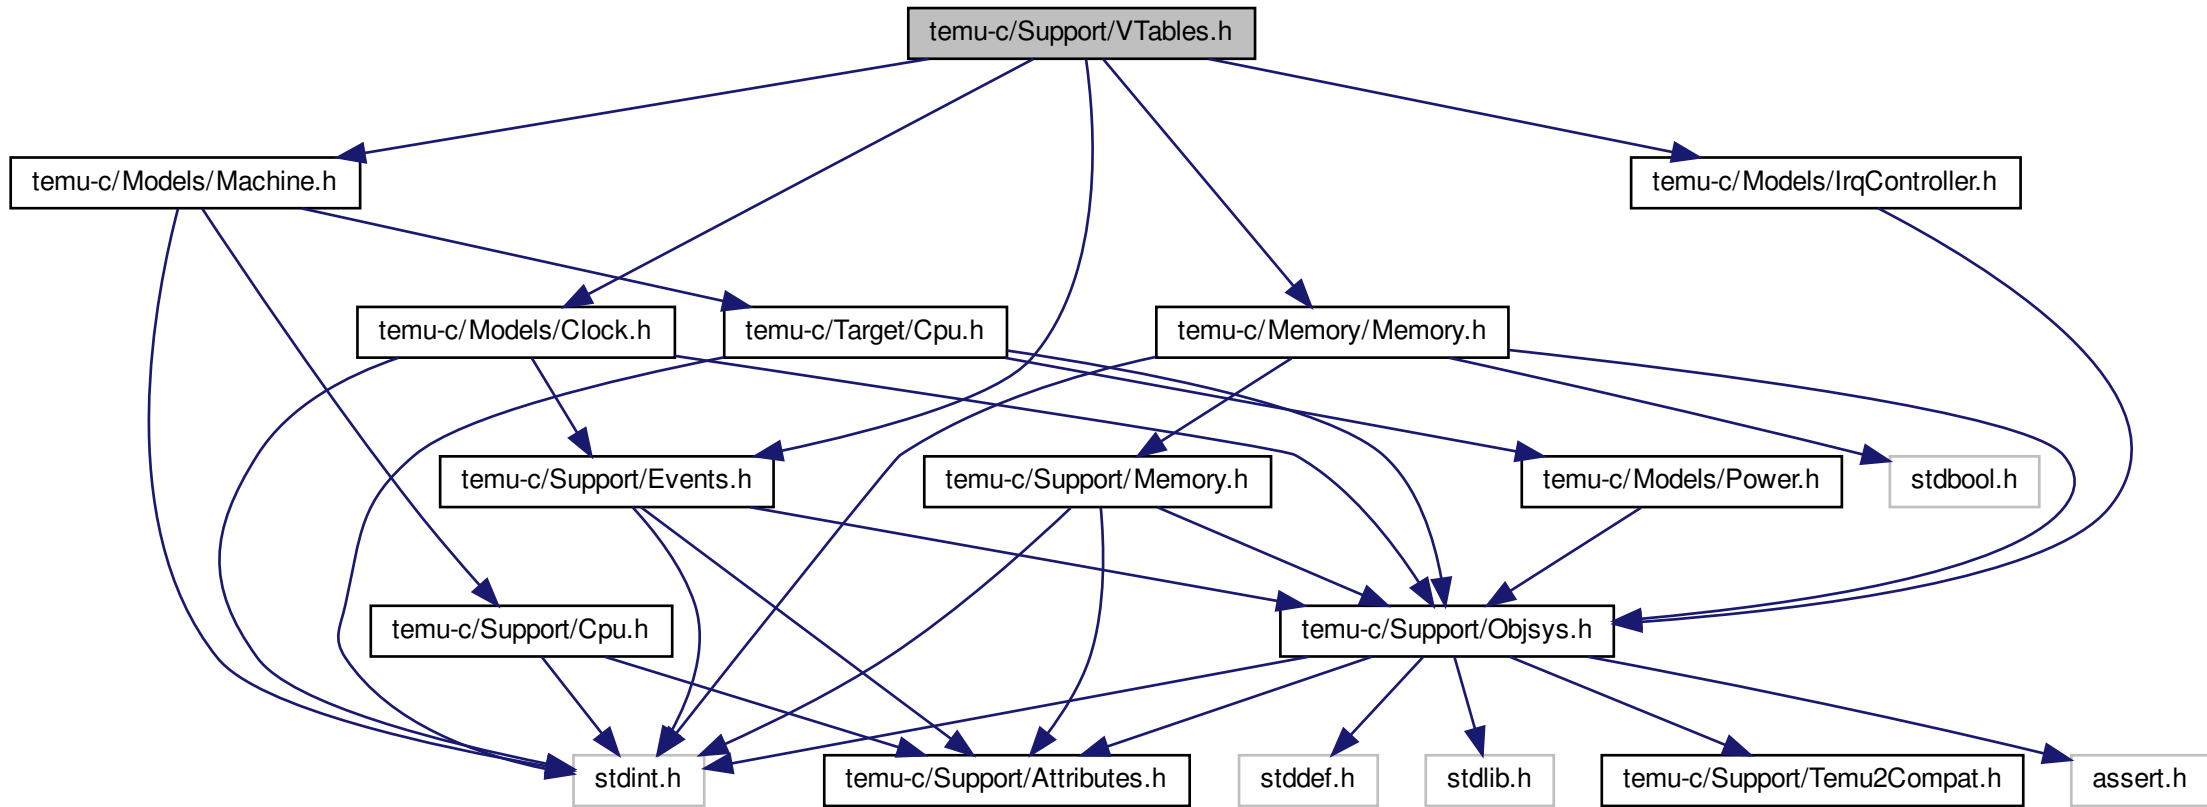 temu-c/Support/VTables.h
temu-c/Models/Machine.h
temu-c/Models/IrqController.h
temu-c/Models/Clock.h
temu-c/Target/Cpu.h
temu-c/Memory/Memory.h
temu-c/Support/Events.h
temu-c/Support/Memory.h
temu-c/Models/Power.h
stdbool.h
temu-c/Support/Cpu.h
temu-c/Support/Objsys.h
stdint.h
temu-c/Support/Attributes.h
stddef.h
stdlib.h
temu-c/Support/Temu2Compat.h
assert.h